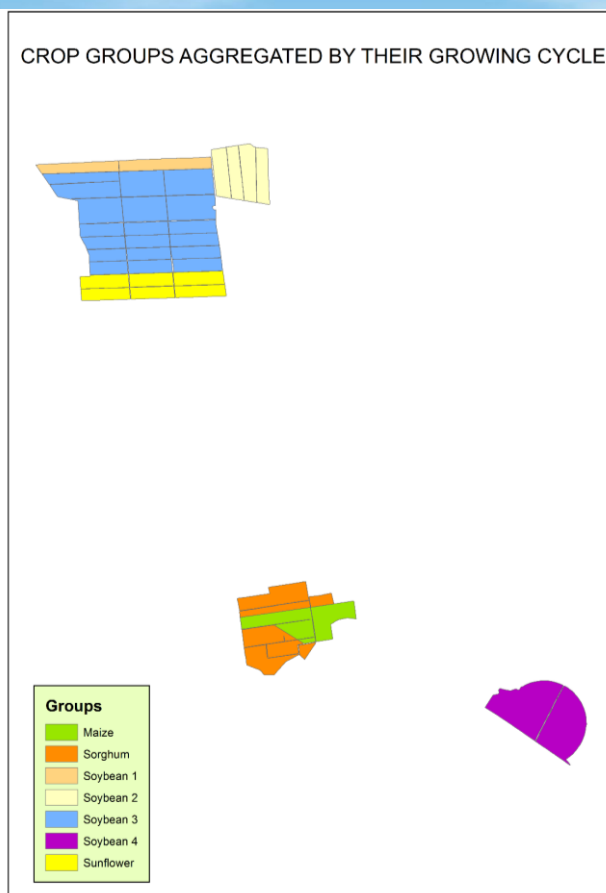 CROP GROUPS AGGREGATED BY THEIR GROWING CYCLE
Groups
Maize
Sorghum
Soybean 1
Soybean 2
Soybean 3
Soybean 4
Sunflower